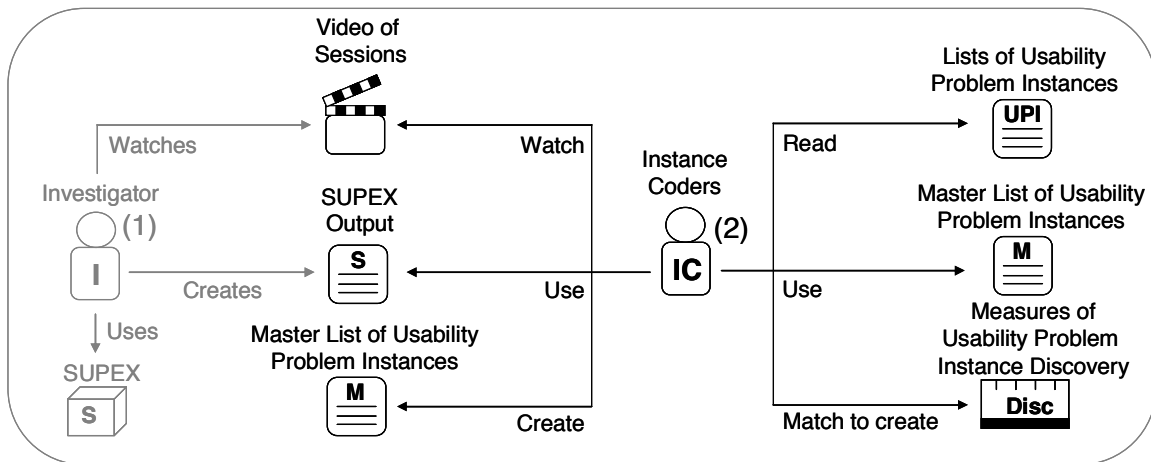 Video of
Sessions
Watches
Investigator
(1)
I
Creates
Uses
SUPEX
S
SUPEX
Output
S
Master List of Usability
Problem Instances
M
Watch
Use
Create
Instance
Coders
(2)
IC
Read
Use
Match to create
Lists of Usability
Problem Instances
UPI
Master List of Usability
Problem Instances
M
Measures of
Usability Problem
Instance Discovery
Disc